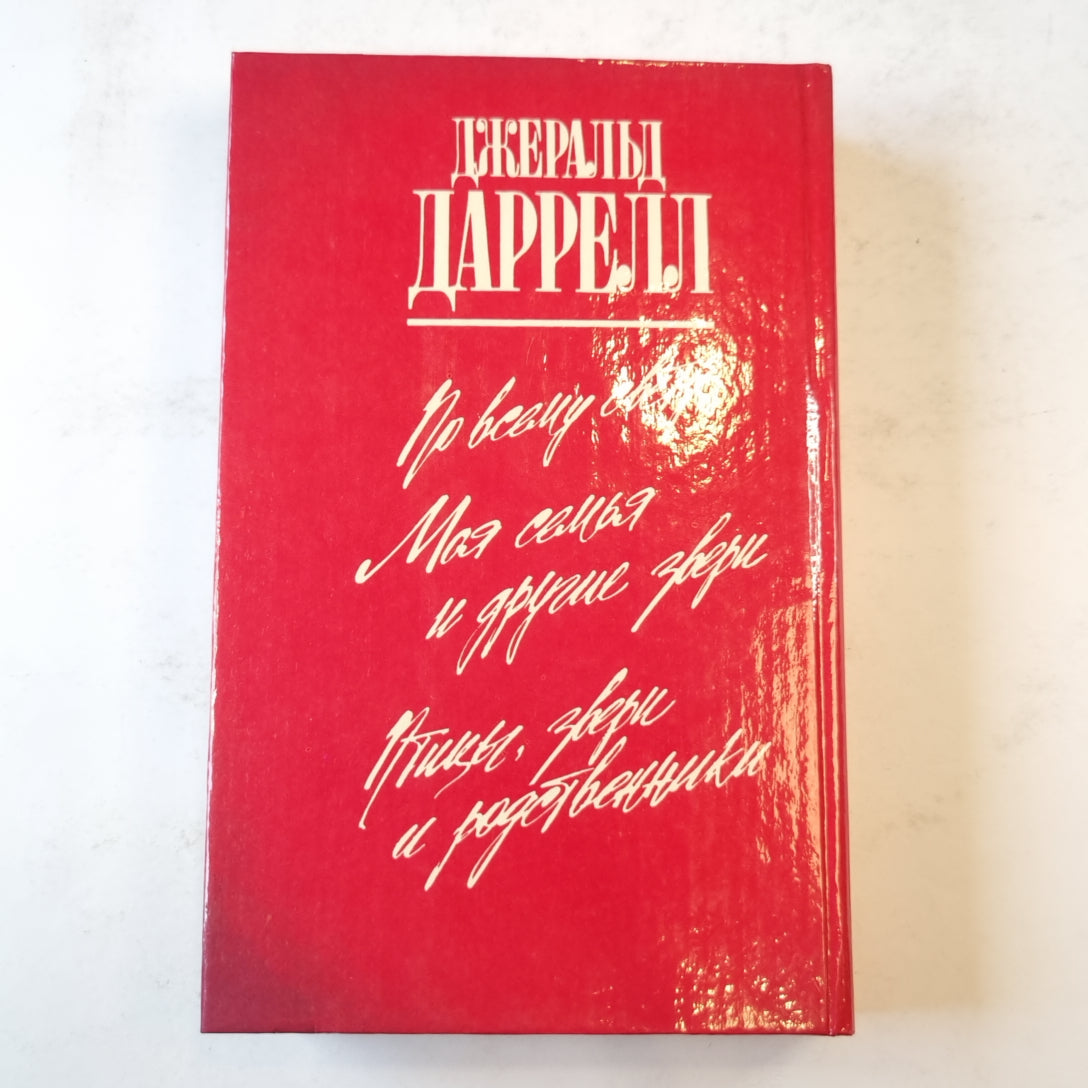 ДЖЕРАЛЬД
ДАРРЕЛЛ
По всему
Моя семья
и другие звери
Птицы, звери
и родственники